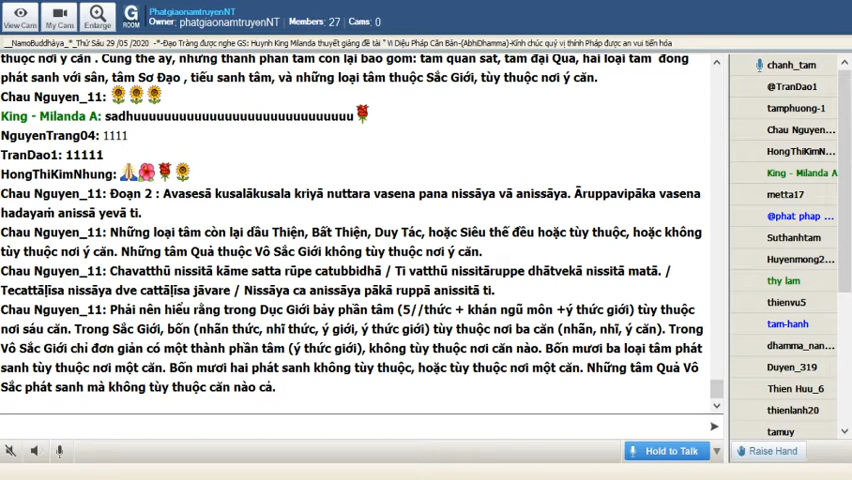 View Cam
My Cam
Enlarge
G
ROOM
PhatgiaonamtruyenNT
Owner: phatgiaonamtruyenNT | Members: 27 | Cams: 0
__NamoBuddhàya_*_Thứ Sáu 29 /05 /2020 -*-Đạo Tràng được nghe GS: Huynh King Milanda thuyết giảng đề tài " Vi Diệu Pháp Căn Bản-(AbhiDhamma)-Kính chúc quý vị thính Pháp được an vui tiến hóa
thuộc nơi ý căn . Cũng thế ấy, nhưng thành phần tâm còn lại bao gồm: tâm quan sát, tâm đại Quả, hai loại tâm đồng
phát sanh với sân, tâm Sơ Đạo , tiếu sanh tâm, và những loại tâm thuộc Sắc Giới, tùy thuộc nơi ý căn.
Chau Nguyen_11: 🌻🌻🌻
King - Milanda A: sadhuuuuuuuuuuuuuuuuuuuuuuuuuuuuu🌹
NguyenTrang04: 1111
TranDao1: 11111
HongThiKimNhung: 🙏🌺🌹🌻
Chau Nguyen_11: Đoạn 2 : Avasesā kusalākusala kriyā nuttara vasena pana nissāya vā anissāya. Āruppavipāka vasena
hadayaṁ anissā yevā ti.
Chau Nguyen_11: Những loại tâm còn lại dầu Thiện, Bất Thiện, Duy Tác, hoặc Siêu thế đều hoặc tùy thuộc, hoặc không
tùy thuộc nơi ý căn. Những tâm Quả thuộc Vô Sắc Giới không tùy thuộc nơi ý căn.
Chau Nguyen_11: Chavatthū nissitā kāme satta rūpe catubbidhā / Ti vatthū nissitāruppe dhātvekā nissitā matā. /
Tecattāḷīsa nissāya dve cattāḷīsa jāvare / Nissāya ca anissāya pākā ruppā anissitā ti.
Chau Nguyen_11: Phải nên hiểu rằng trong Dục Giới bảy phần tâm (5//thức + khán ngũ môn +ý thức giới) tùy thuộc
nơi sáu căn. Trong Sắc Giới, bốn (nhãn thức, nhĩ thức, ý giới, ý thức giới) tùy thuộc nơi ba căn (nhãn, nhĩ, ý căn). Trong
Vô Sắc Giới chỉ đơn giản có một thành phần tâm (ý thức giới), không tùy thuộc nơi căn nào. Bốn mươi ba loại tâm phát
sanh tùy thuộc nơi một căn. Bốn mươi hai phát sanh không tùy thuộc, hoặc tùy thuộc nơi một căn. Những tâm Quả Vô
Sắc phát sanh mà không tùy thuộc căn nào cả.
Hold to Talk
chanh_tam
@TranDao1
tamphuong-1
Chau Nguyen...
HongThiKimN...
King - Milanda A
metta17
@phat phap ...
Suthanhtam
Huyenmong2...
thy lam
thienvu5
tam-hanh
dhamma_nan...
Duyen_319
Thien Huu_6
thienlanh20
tamuy
Raise Hand